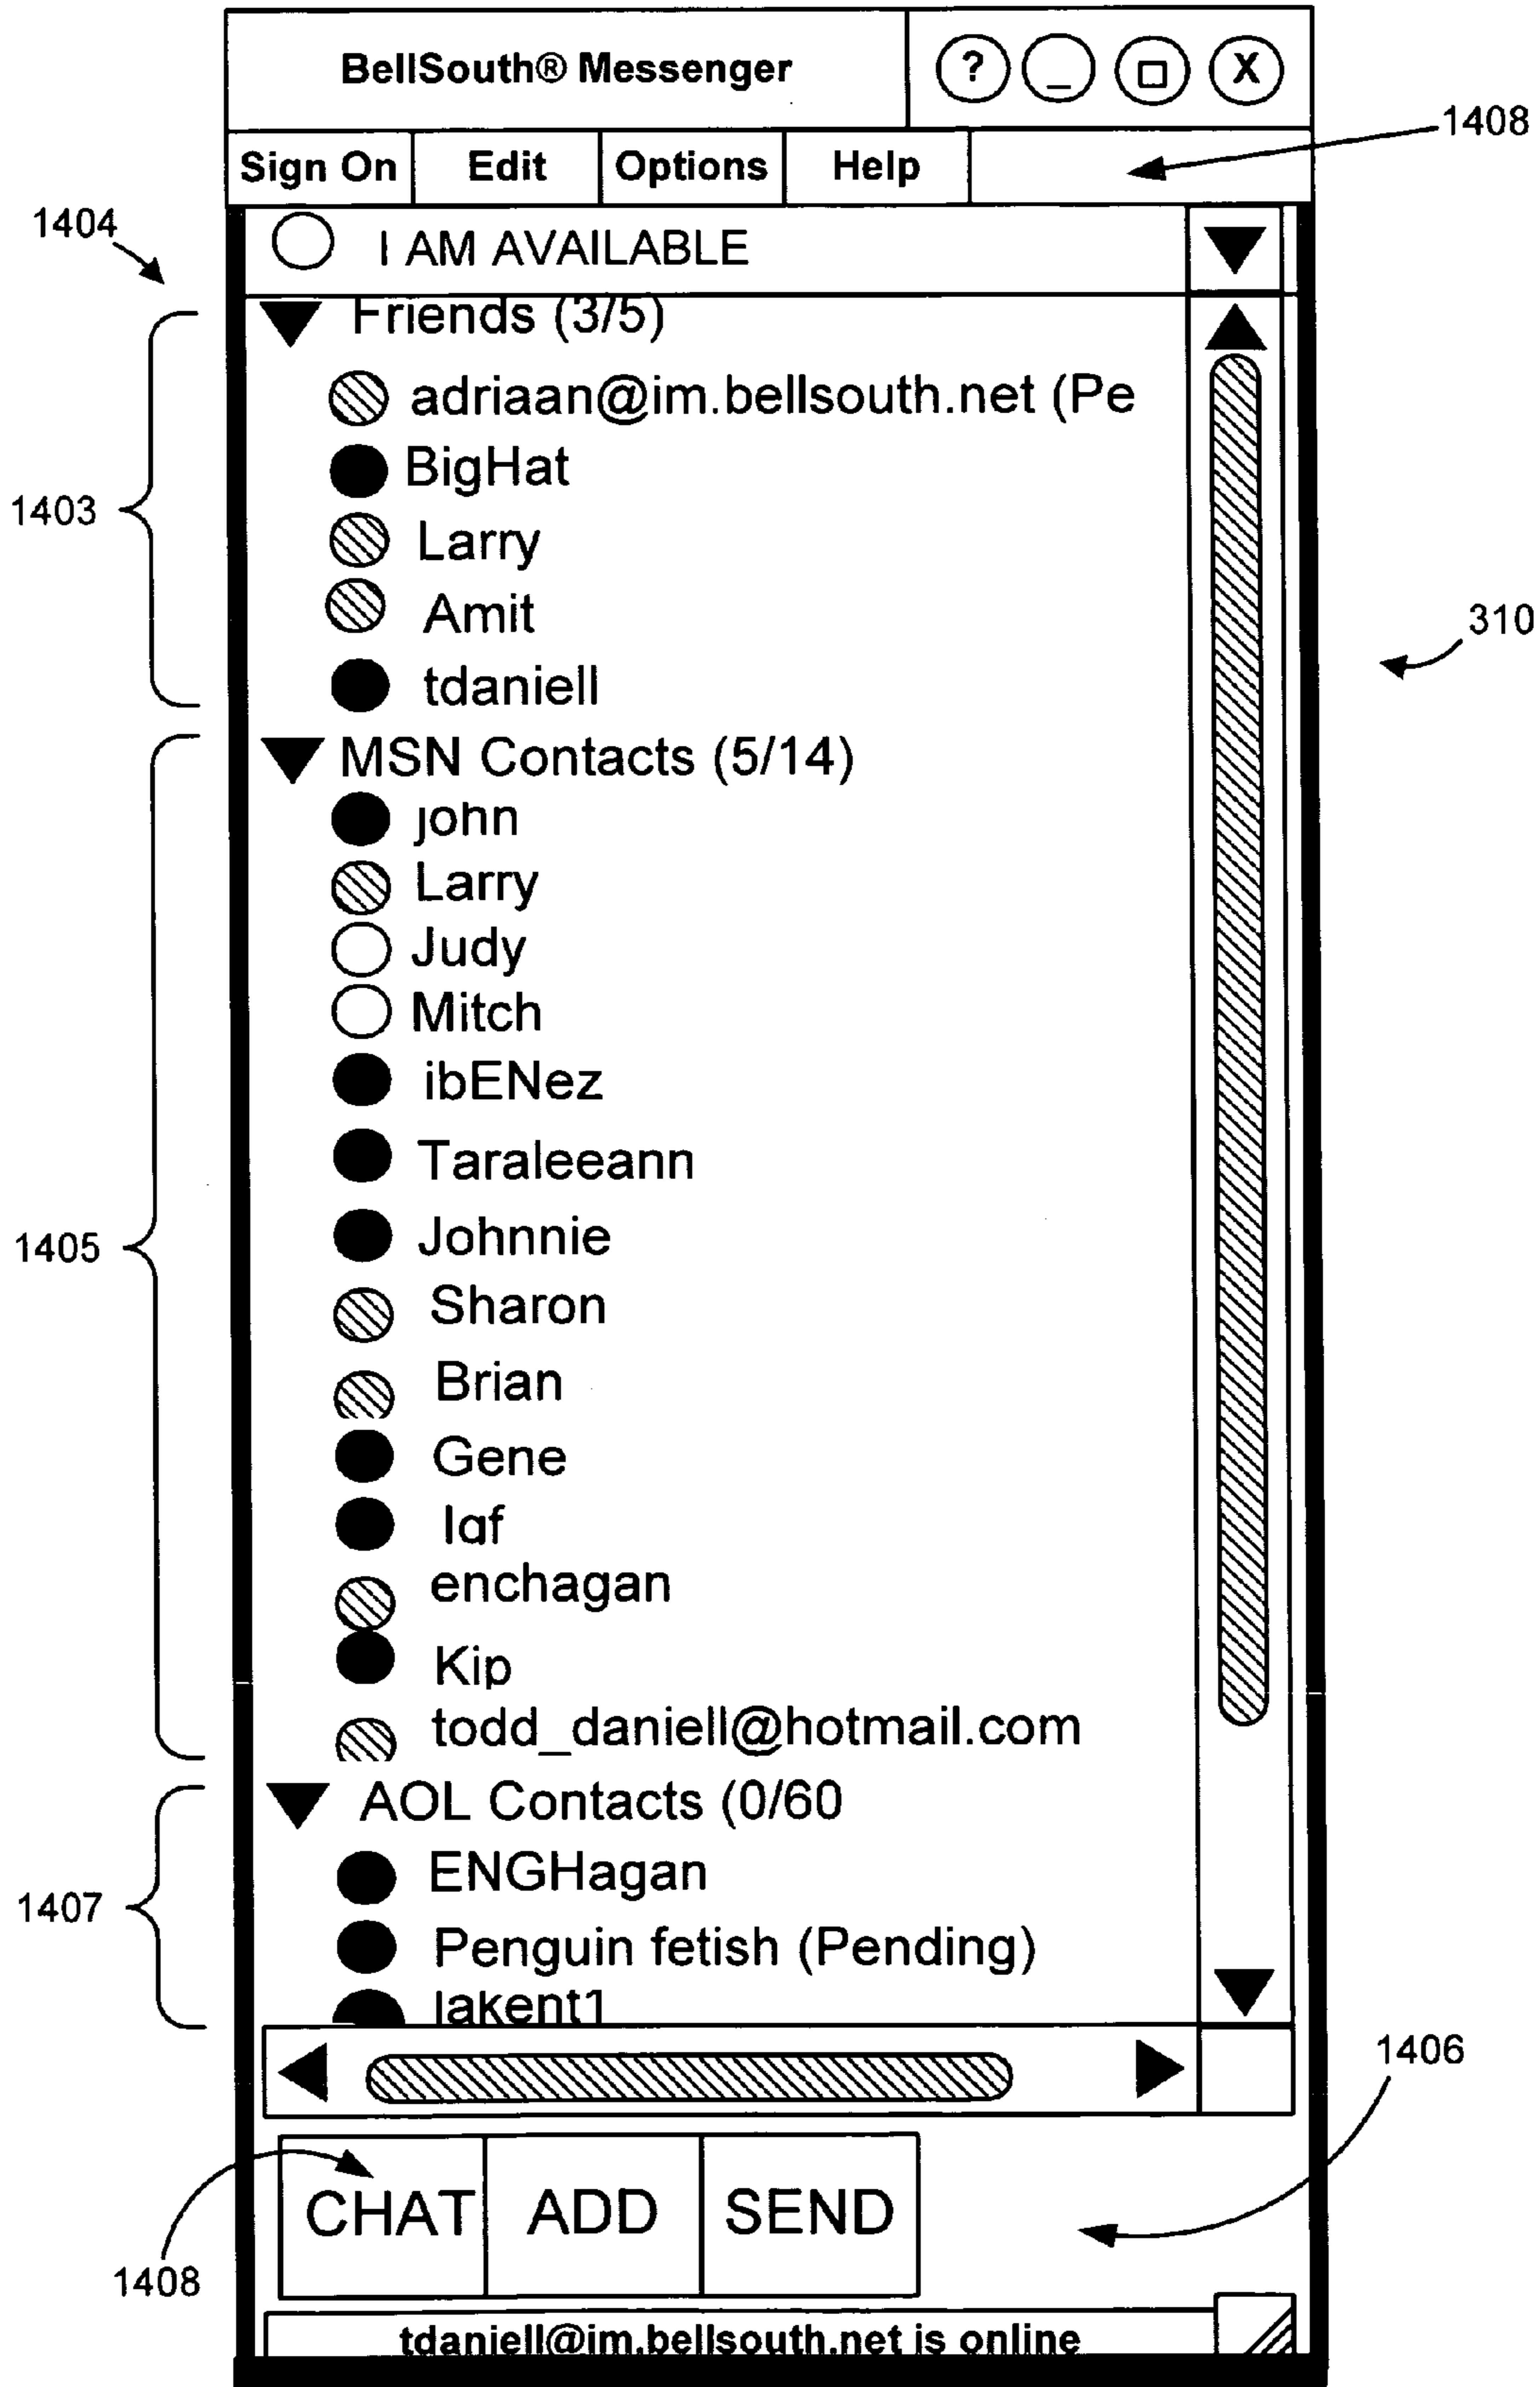 BellSouth® Messenger ? _ X
Sign On Edit Options Help
1408
1404
I AM AVAILABLE
Friends (3/5)
adriaan@im.bellsouth.net (Pe
BigHat
1403
Larry
Amit
310
tdaniell
MSN Contacts (5/14)
john
Larry
Judy
Mitch
ibENez
Taraleeann
1405
Johnnie
Sharon
Brian
Gene
enchagan
Kip
todd_daniell@hotmail.com
AOL Contacts (0/60
ENGHagan
1407
Penguin fetish (Pending)
lakent1
1406
CHAT ADD SEND
1408
tdaniell@im.bellsouth.net is online